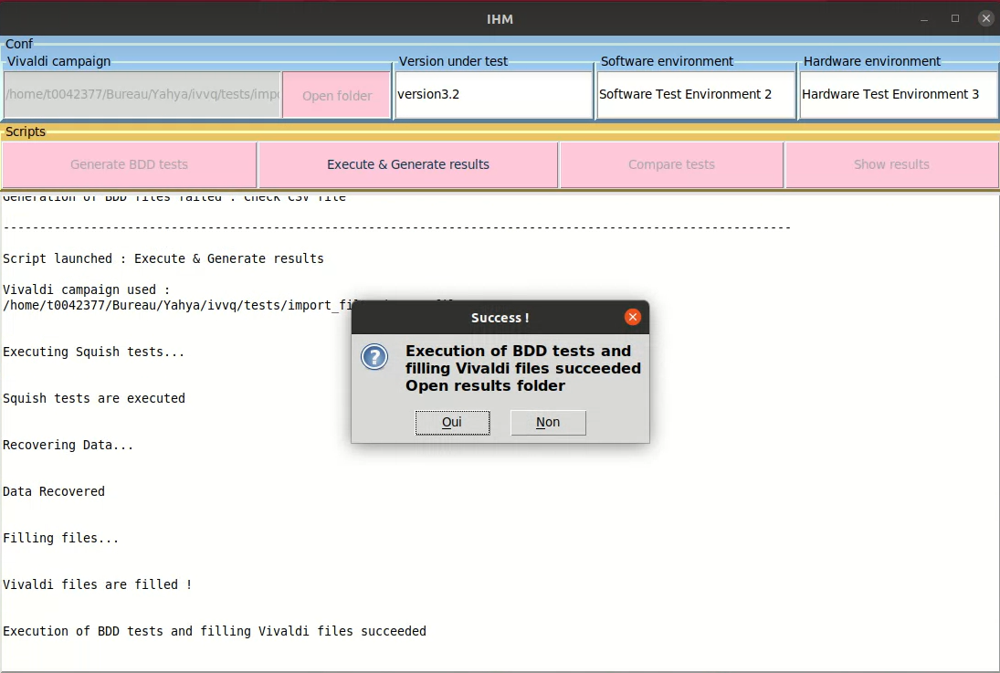 IHM
Conf
Vivaldi campaign
Version under test
Software environment
Hardware environment
/home/t0042377/Bureau/Yahya/ivvq/tests/impo
Open folder
version3.2
Software Test Environment 2
Hardware Test Environment 3
Scripts
Generate BDD tests
Execute & Generate results
Compare tests
Show results
Generation of BDD files failed : Check CSV file
------------------------------------------------------------------------------------------------------------
Script launched : Execute & Generate results
Vivaldi campaign used :
/home/t0042377/Bureau/Yahya/ivvq/tests/import_fi
Executing Squish tests...
Squish tests are executed
Recovering Data...
Data Recovered
Filling files...
Vivaldi files are filled !
Execution of BDD tests and filling Vivaldi files succeeded
Success !
Execution of BDD tests and
filling Vivaldi files succeeded
Open results folder
Oui
Non